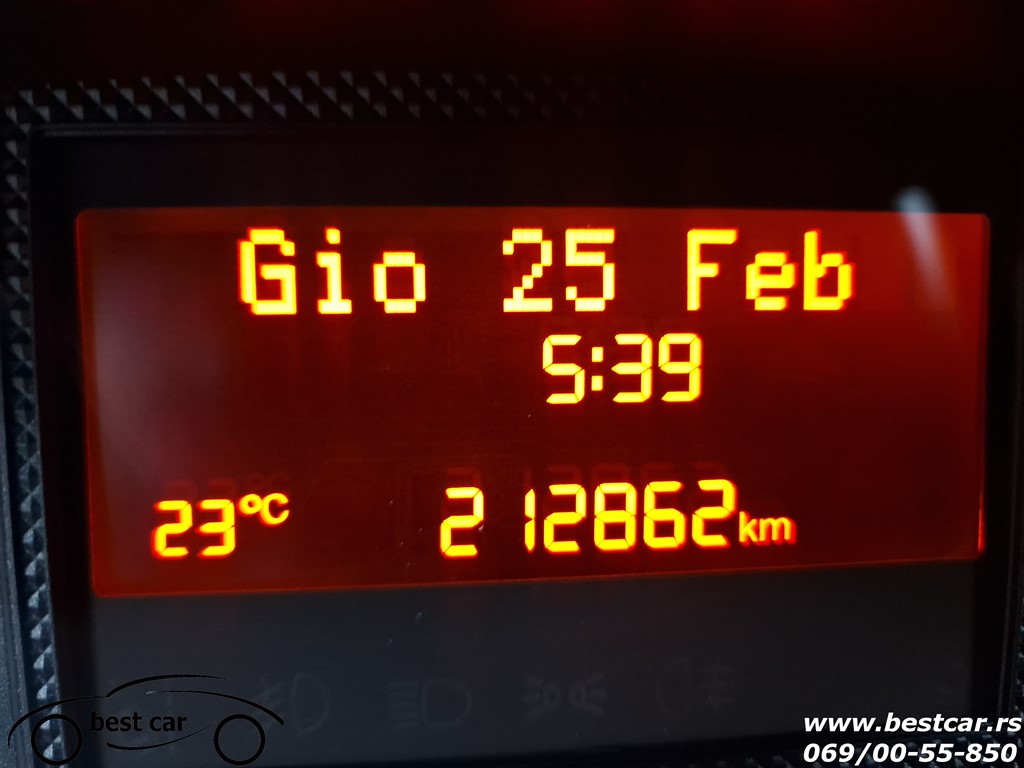 Gio 25 Feb
5:39
23°C 212862km
best car
www.bestcar.rs
069/00-55-850